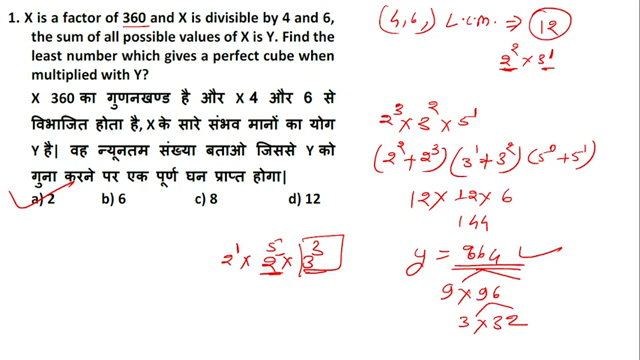 1. X is a factor of 360 and X is divisible by 4 and 6,
the sum of all possible values of X is Y. Find the
least number which gives a perfect cube when
multiplied with Y?
X 360 का गुणनखण्ड है और X 4 और 6 से
विभाजित होता है, X के सारे संभव मानों का योग
Y है| वह न्यूनतम संख्या बताओ जिससे Y को
गुना करने पर एक पूर्ण घन प्राप्त होगा|
a) 2 b) 6 c) 8 d) 12
2¹ × 2⁵ × 3³
(4, 6,) L.C.M. ⇒ 12
2² × 3¹
2³ × 3² × 5¹
(2² + 2³) (3¹ + 3²) (5⁰ + 5¹)
12 × 12 × 6
144
y = 864
9 × 96
3 × 32